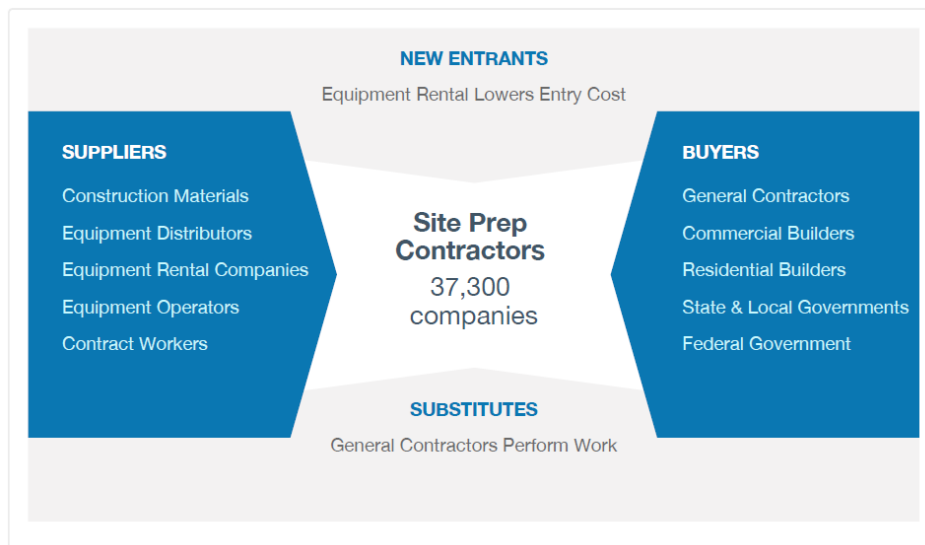 NEW ENTRANTS
Equipment Rental Lowers Entry Cost
SUPPLIERS
Construction Materials
Equipment Distributors
Equipment Rental Companies
Equipment Operators
Contract Workers
Site Prep
Contractors
37,300
companies
BUYERS
General Contractors
Commercial Builders
Residential Builders
State & Local Governments
Federal Government
SUBSTITUTES
General Contractors Perform Work